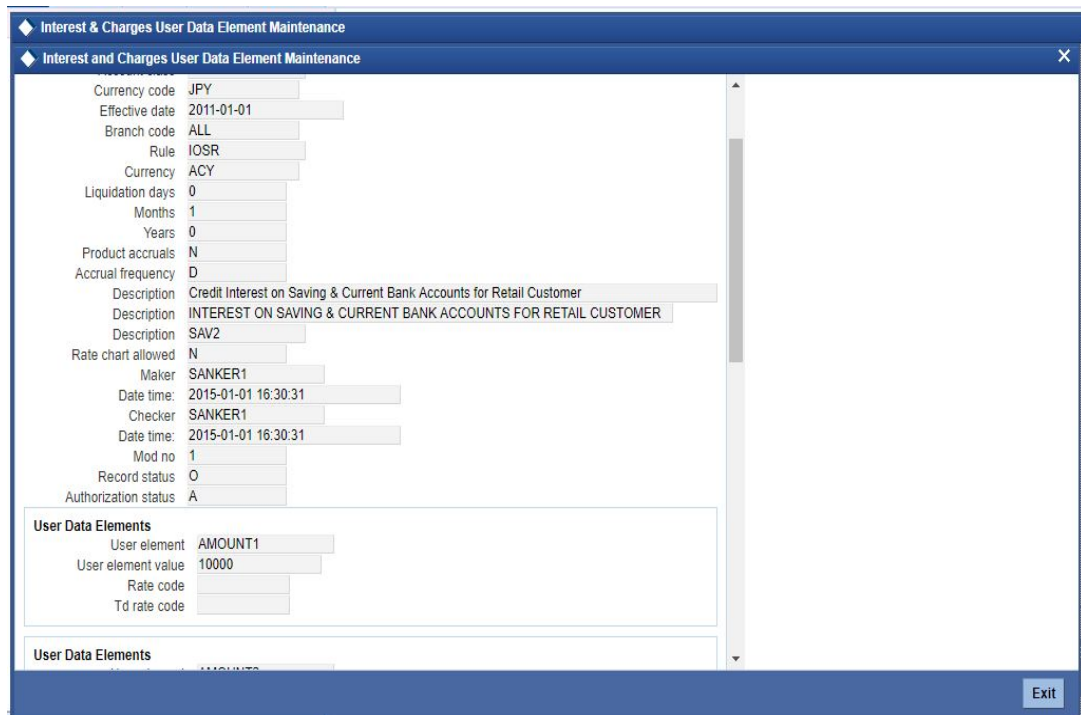 Interest & Charges User Data Element Maintenance
Interest and Charges User Data Element Maintenance
Currency code JPY
Effective date 2011-01-01
Branch code ALL
Rule IOSR
Currency ACY
Liquidation days 0
Months 1
Years 0
Product accruals N
Accrual frequency D
Description Credit Interest on Saving & Current Bank Accounts for Retail Customer
Description INTEREST ON SAVING & CURRENT BANK ACCOUNTS FOR RETAIL CUSTOMER
Description SAV2
Rate chart allowed N
Maker SANKER1
Date time: 2015-01-01 16:30:31
Checker SANKER1
Date time: 2015-01-01 16:30:31
Mod no 1
Record status O
Authorization status A
User Data Elements
User element AMOUNT1
User element value 10000
Rate code
Td rate code
User Data Elements
Exit